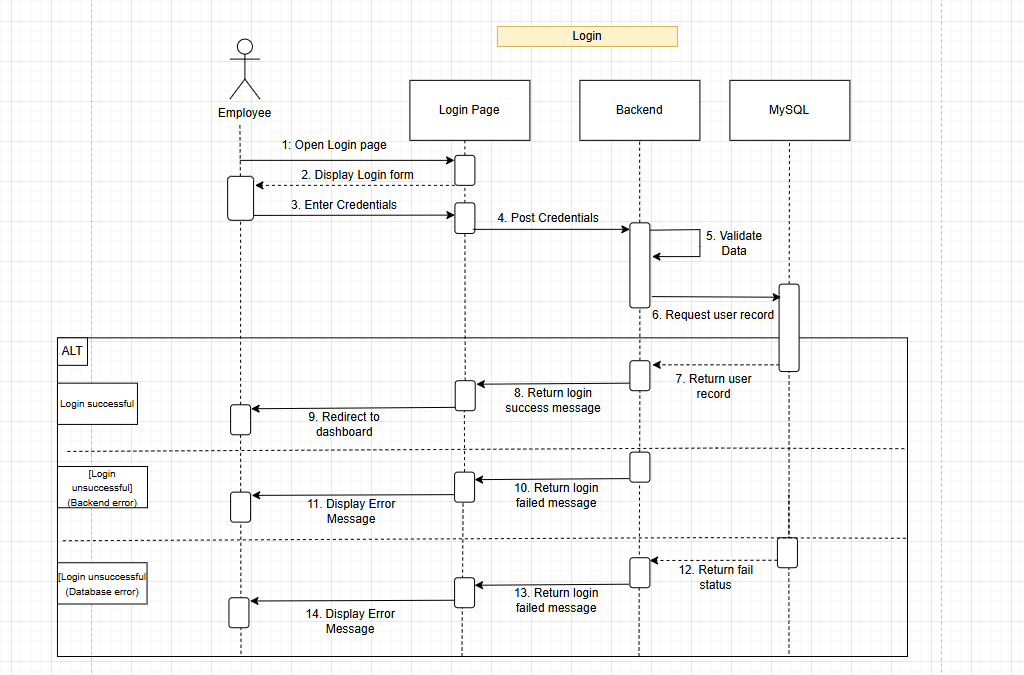 Login
Employee
Login Page
Backend
MySQL
1: Open Login page
2. Display Login form
3. Enter Credentials
4. Post Credentials
5. Validate
Data
6. Request user record
ALT
7. Return user
record
Login successful
8. Return login
success message
9. Redirect to
dashboard
[Login
unsuccessful]
(Backend error)
10. Return login
failed message
11. Display Error
Message
[Login unsuccessful
(Database error)
12. Return fail
status
13. Return login
failed message
14. Display Error
Message